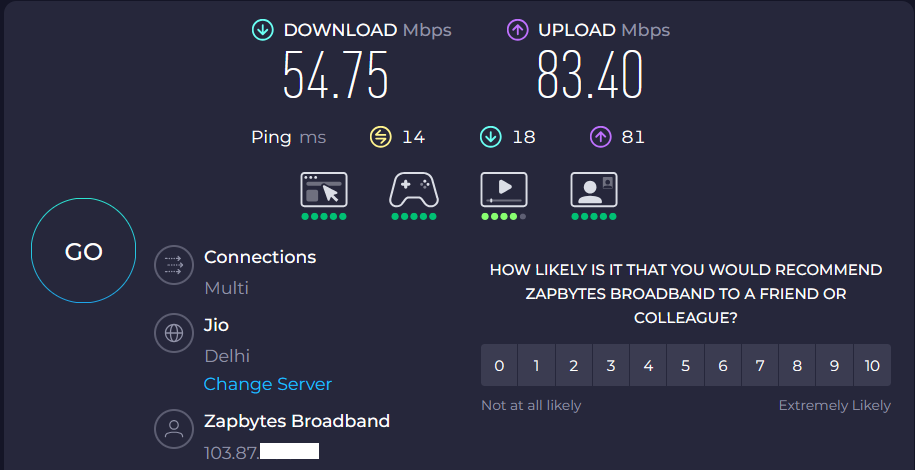 DOWNLOAD Mbps
54.75
UPLOAD Mbps
83.40
Ping ms 14 18 81
GO
Connections
Multi
Jio
Delhi
Change Server
Zapbytes Broadband
103.87.
HOW LIKELY IS IT THAT YOU WOULD RECOMMEND
ZAPBYTES BROADBAND TO A FRIEND OR
COLLEAGUE?
0 1 2 3 4 5 6 7 8 9 10
Not at all likely Extremely Likely